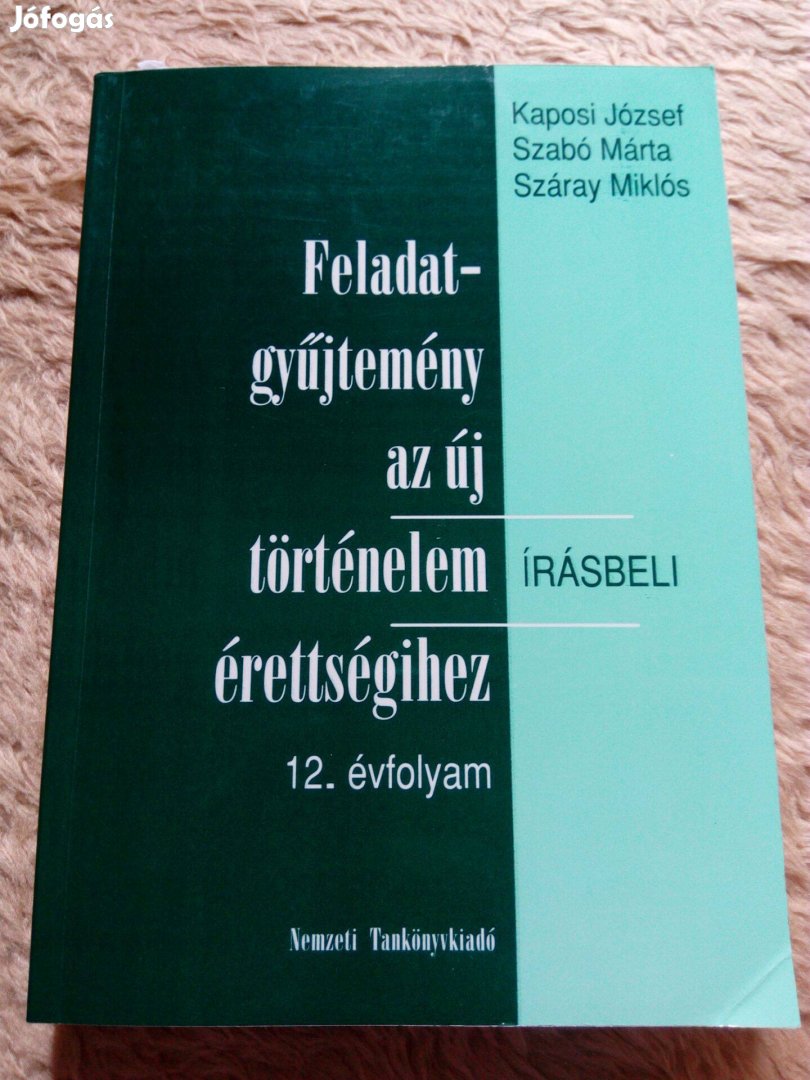 Jófogás
Kaposi József
Szabó Márta
Száray Miklós
Feladat-
gyűjtemény
az új
történelem
érettségihez
ÍRÁSBELI
12. évfolyam
Nemzeti Tankönyvkiadó